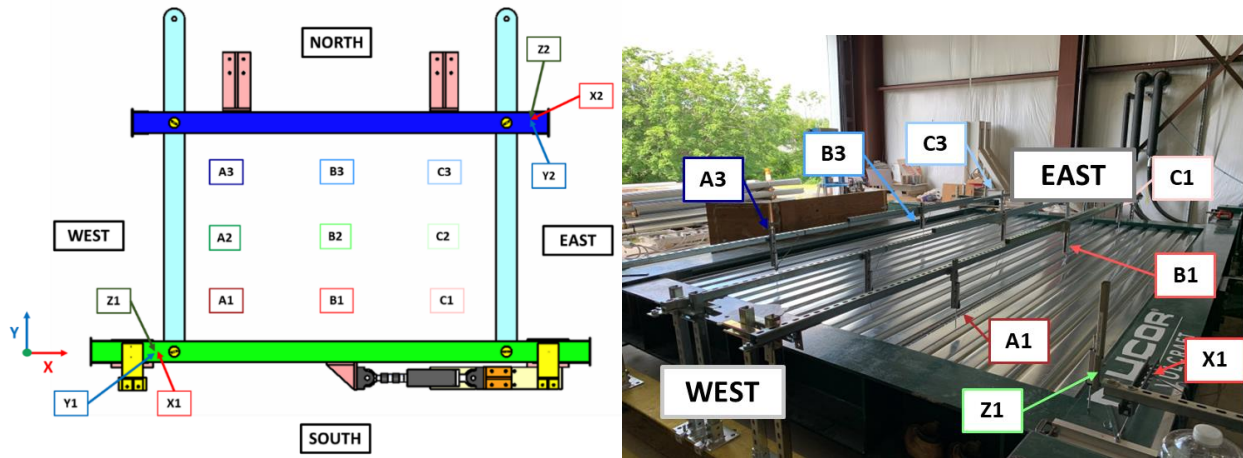 NORTH
Z2
X2
Y2
A3
B3
C3
WEST
A2
B2
C2
EAST
Z1
A1
B1
C1
Y
X
Y1
X1
SOUTH
C3
B3
EAST
C1
A3
B1
A1
UCOR
X1
WEST
Z1